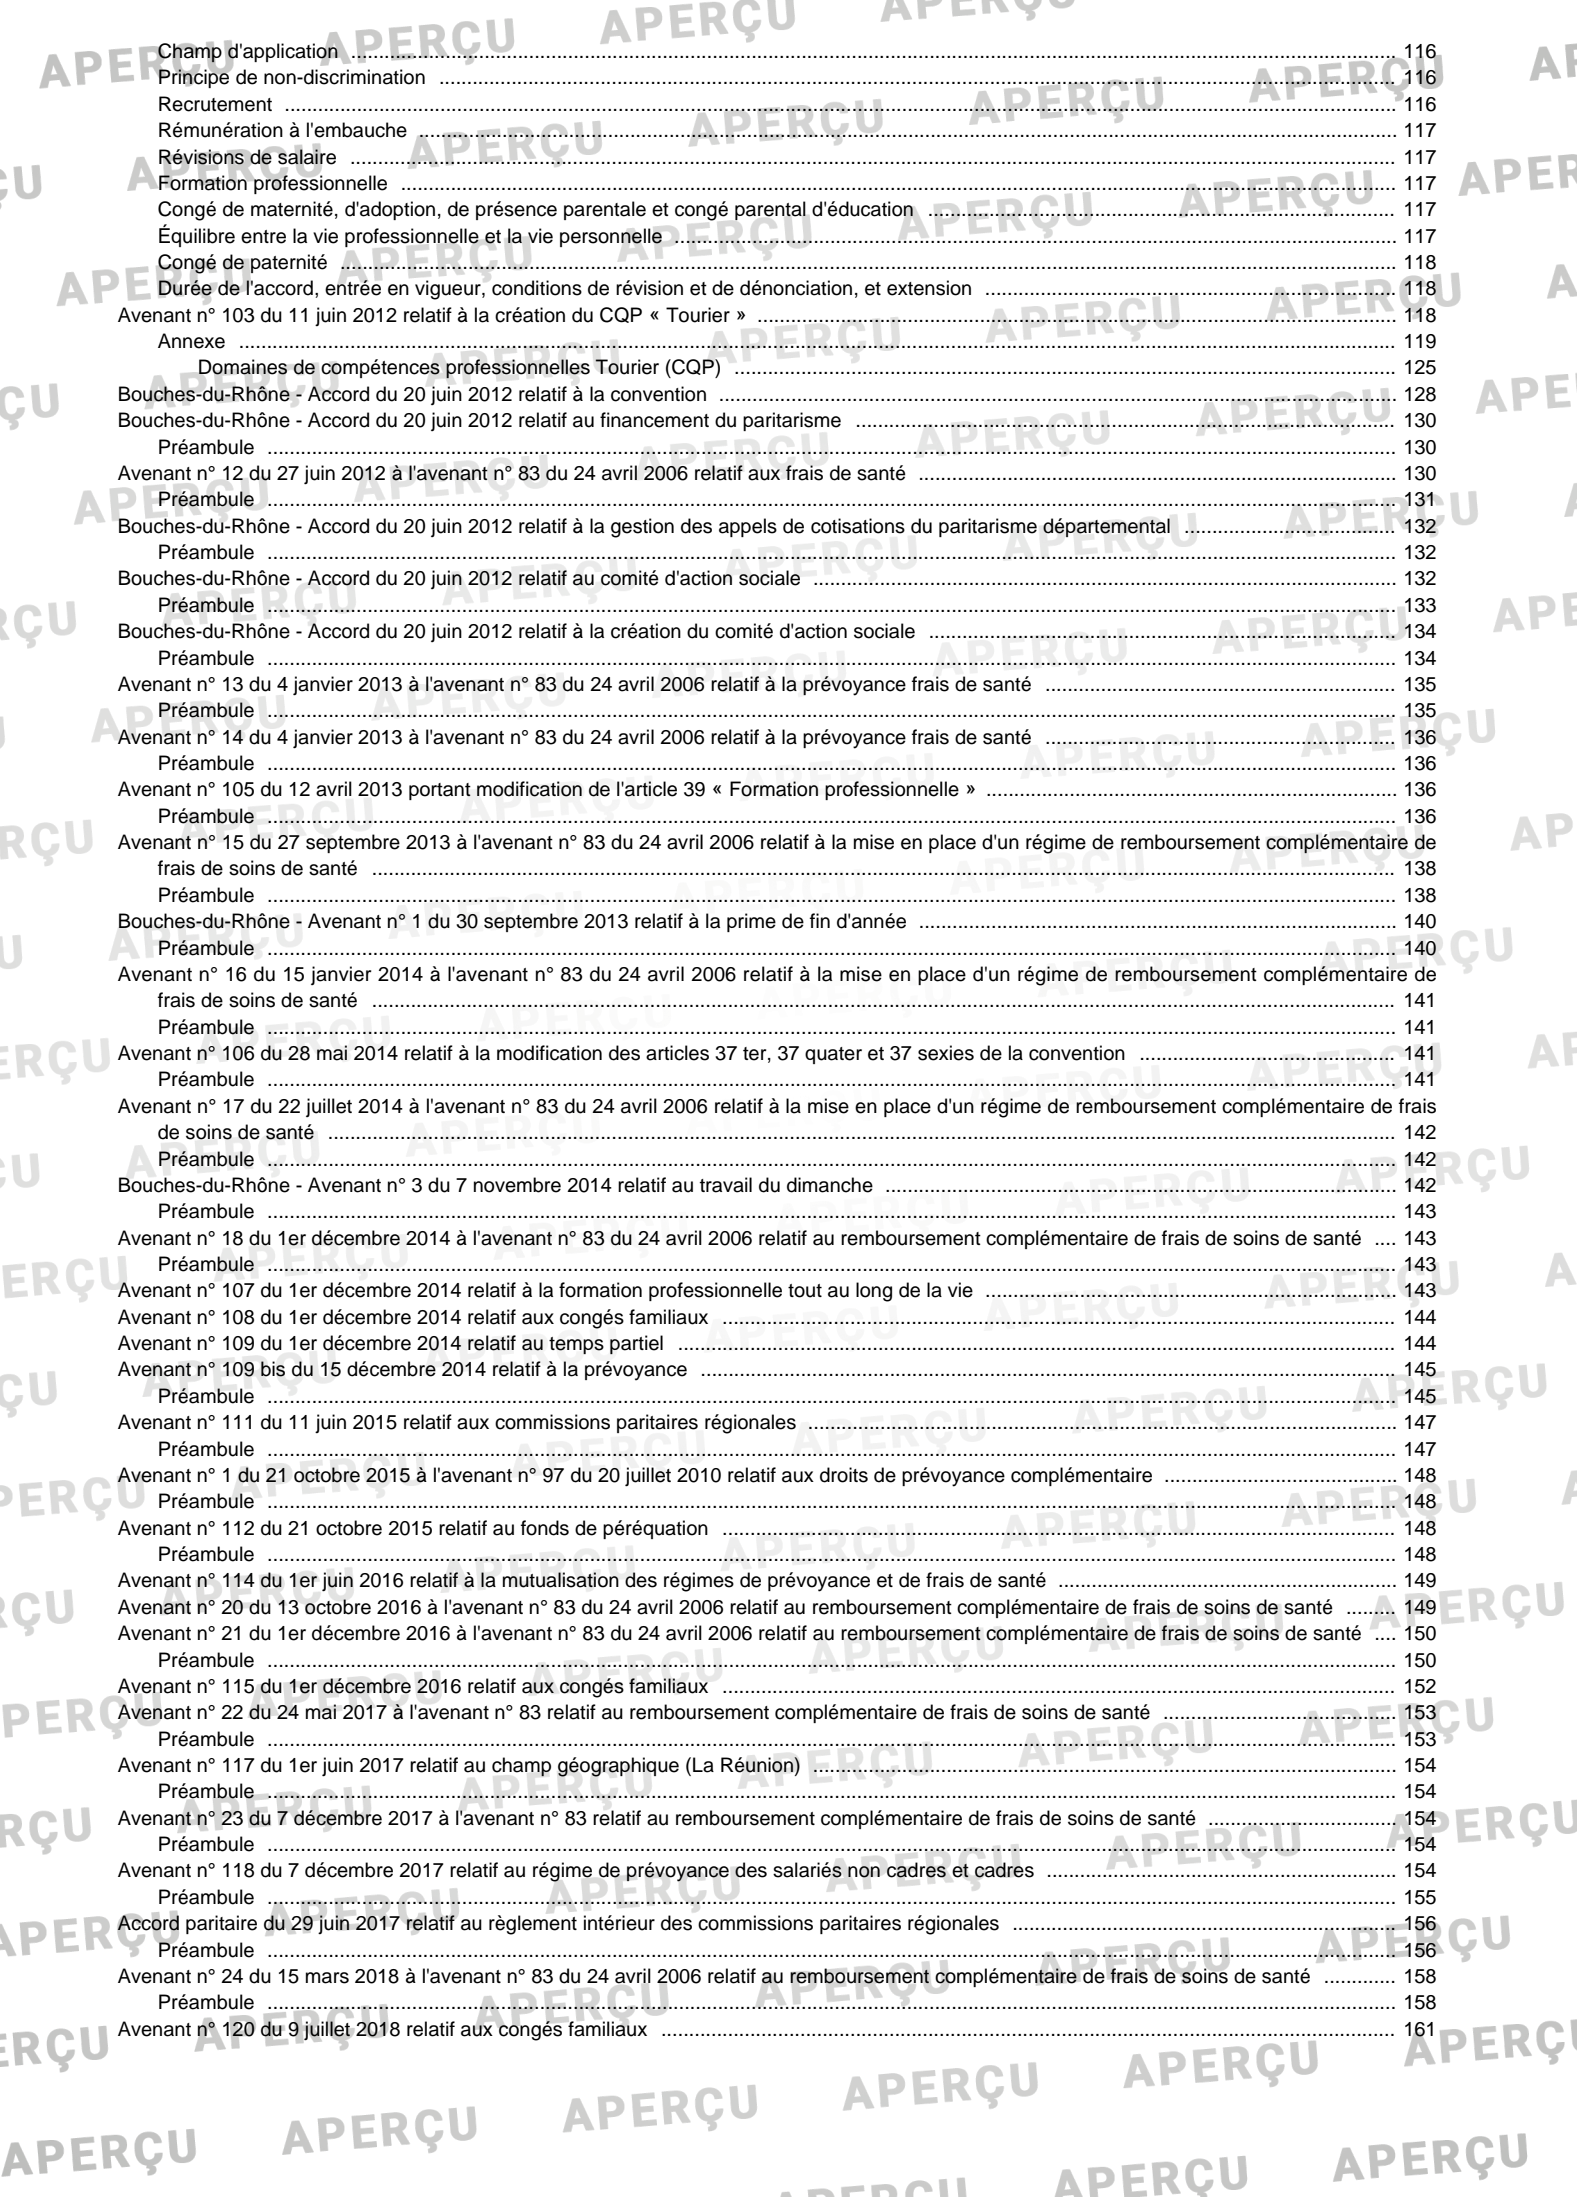 Champ d'application ... 116
Principe de non-discrimination ... 116
Recrutement ... 116
Rémunération à l'embauche ... 117
Révisions de salaire ... 117
Formation professionnelle ... 117
Congé de maternité, d'adoption, de présence parentale et congé parental d'éducation ... 117
Équilibre entre la vie professionnelle et la vie personnelle ... 117
Congé de paternité ... 118
Durée de l'accord, entrée en vigueur, conditions de révision et de dénonciation, et extension ... 118
Avenant n° 103 du 11 juin 2012 relatif à la création du CQP « Tourier » ... 118
Annexe ... 119
Domaines de compétences professionnelles Tourier (CQP) ... 125
Bouches-du-Rhône - Accord du 20 juin 2012 relatif à la convention ... 128
Bouches-du-Rhône - Accord du 20 juin 2012 relatif au financement du paritarisme ... 130
Préambule ... 130
Avenant n° 12 du 27 juin 2012 à l'avenant n° 83 du 24 avril 2006 relatif aux frais de santé ... 130
Préambule ... 131
Bouches-du-Rhône - Accord du 20 juin 2012 relatif à la gestion des appels de cotisations du paritarisme départemental ... 132
Préambule ... 132
Bouches-du-Rhône - Accord du 20 juin 2012 relatif au comité d'action sociale ... 132
Préambule ... 133
Bouches-du-Rhône - Accord du 20 juin 2012 relatif à la création du comité d'action sociale ... 134
Préambule ... 134
Avenant n° 13 du 4 janvier 2013 à l'avenant n° 83 du 24 avril 2006 relatif à la prévoyance frais de santé ... 135
Préambule ... 135
Avenant n° 14 du 4 janvier 2013 à l'avenant n° 83 du 24 avril 2006 relatif à la prévoyance frais de santé ... 136
Préambule ... 136
Avenant n° 105 du 12 avril 2013 portant modification de l'article 39 « Formation professionnelle » ... 136
Préambule ... 136
Avenant n° 15 du 27 septembre 2013 à l'avenant n° 83 du 24 avril 2006 relatif à la mise en place d'un régime de remboursement complémentaire de
frais de soins de santé ... 138
Préambule ... 138
Bouches-du-Rhône - Avenant n° 1 du 30 septembre 2013 relatif à la prime de fin d'année ... 140
Préambule ... 140
Avenant n° 16 du 15 janvier 2014 à l'avenant n° 83 du 24 avril 2006 relatif à la mise en place d'un régime de remboursement complémentaire de
frais de soins de santé ... 141
Préambule ... 141
Avenant n° 106 du 28 mai 2014 relatif à la modification des articles 37 ter, 37 quater et 37 sexies de la convention ... 141
Préambule ... 141
Avenant n° 17 du 22 juillet 2014 à l'avenant n° 83 du 24 avril 2006 relatif à la mise en place d'un régime de remboursement complémentaire de frais
de soins de santé ... 142
Préambule ... 142
Bouches-du-Rhône - Avenant n° 3 du 7 novembre 2014 relatif au travail du dimanche ... 142
Préambule ... 143
Avenant n° 18 du 1er décembre 2014 à l'avenant n° 83 du 24 avril 2006 relatif au remboursement complémentaire de frais de soins de santé ... 143
Préambule ... 143
Avenant n° 107 du 1er décembre 2014 relatif à la formation professionnelle tout au long de la vie ... 143
Avenant n° 108 du 1er décembre 2014 relatif aux congés familiaux ... 144
Avenant n° 109 du 1er décembre 2014 relatif au temps partiel ... 144
Avenant n° 109 bis du 15 décembre 2014 relatif à la prévoyance ... 145
Préambule ... 145
Avenant n° 111 du 11 juin 2015 relatif aux commissions paritaires régionales ... 147
Préambule ... 147
Avenant n° 1 du 21 octobre 2015 à l'avenant n° 97 du 20 juillet 2010 relatif aux droits de prévoyance complémentaire ... 148
Préambule ... 148
Avenant n° 112 du 21 octobre 2015 relatif au fonds de péréquation ... 148
Préambule ... 148
Avenant n° 114 du 1er juin 2016 relatif à la mutualisation des régimes de prévoyance et de frais de santé ... 149
Avenant n° 20 du 13 octobre 2016 à l'avenant n° 83 du 24 avril 2006 relatif au remboursement complémentaire de frais de soins de santé ... 149
Avenant n° 21 du 1er décembre 2016 à l'avenant n° 83 du 24 avril 2006 relatif au remboursement complémentaire de frais de soins de santé ... 150
Préambule ... 150
Avenant n° 115 du 1er décembre 2016 relatif aux congés familiaux ... 152
Avenant n° 22 du 24 mai 2017 à l'avenant n° 83 relatif au remboursement complémentaire de frais de soins de santé ... 153
Préambule ... 153
Avenant n° 117 du 1er juin 2017 relatif au champ géographique (La Réunion) ... 154
Préambule ... 154
Avenant n° 23 du 7 décembre 2017 à l'avenant n° 83 relatif au remboursement complémentaire de frais de soins de santé ... 154
Préambule ... 154
Avenant n° 118 du 7 décembre 2017 relatif au régime de prévoyance des salariés non cadres et cadres ... 154
Préambule ... 155
Accord paritaire du 29 juin 2017 relatif au règlement intérieur des commissions paritaires régionales ... 156
Préambule ... 156
Avenant n° 24 du 15 mars 2018 à l'avenant n° 83 du 24 avril 2006 relatif au remboursement complémentaire de frais de soins de santé ... 158
Préambule ... 158
Avenant n° 120 du 9 juillet 2018 relatif aux congés familiaux ... 161
APERÇU